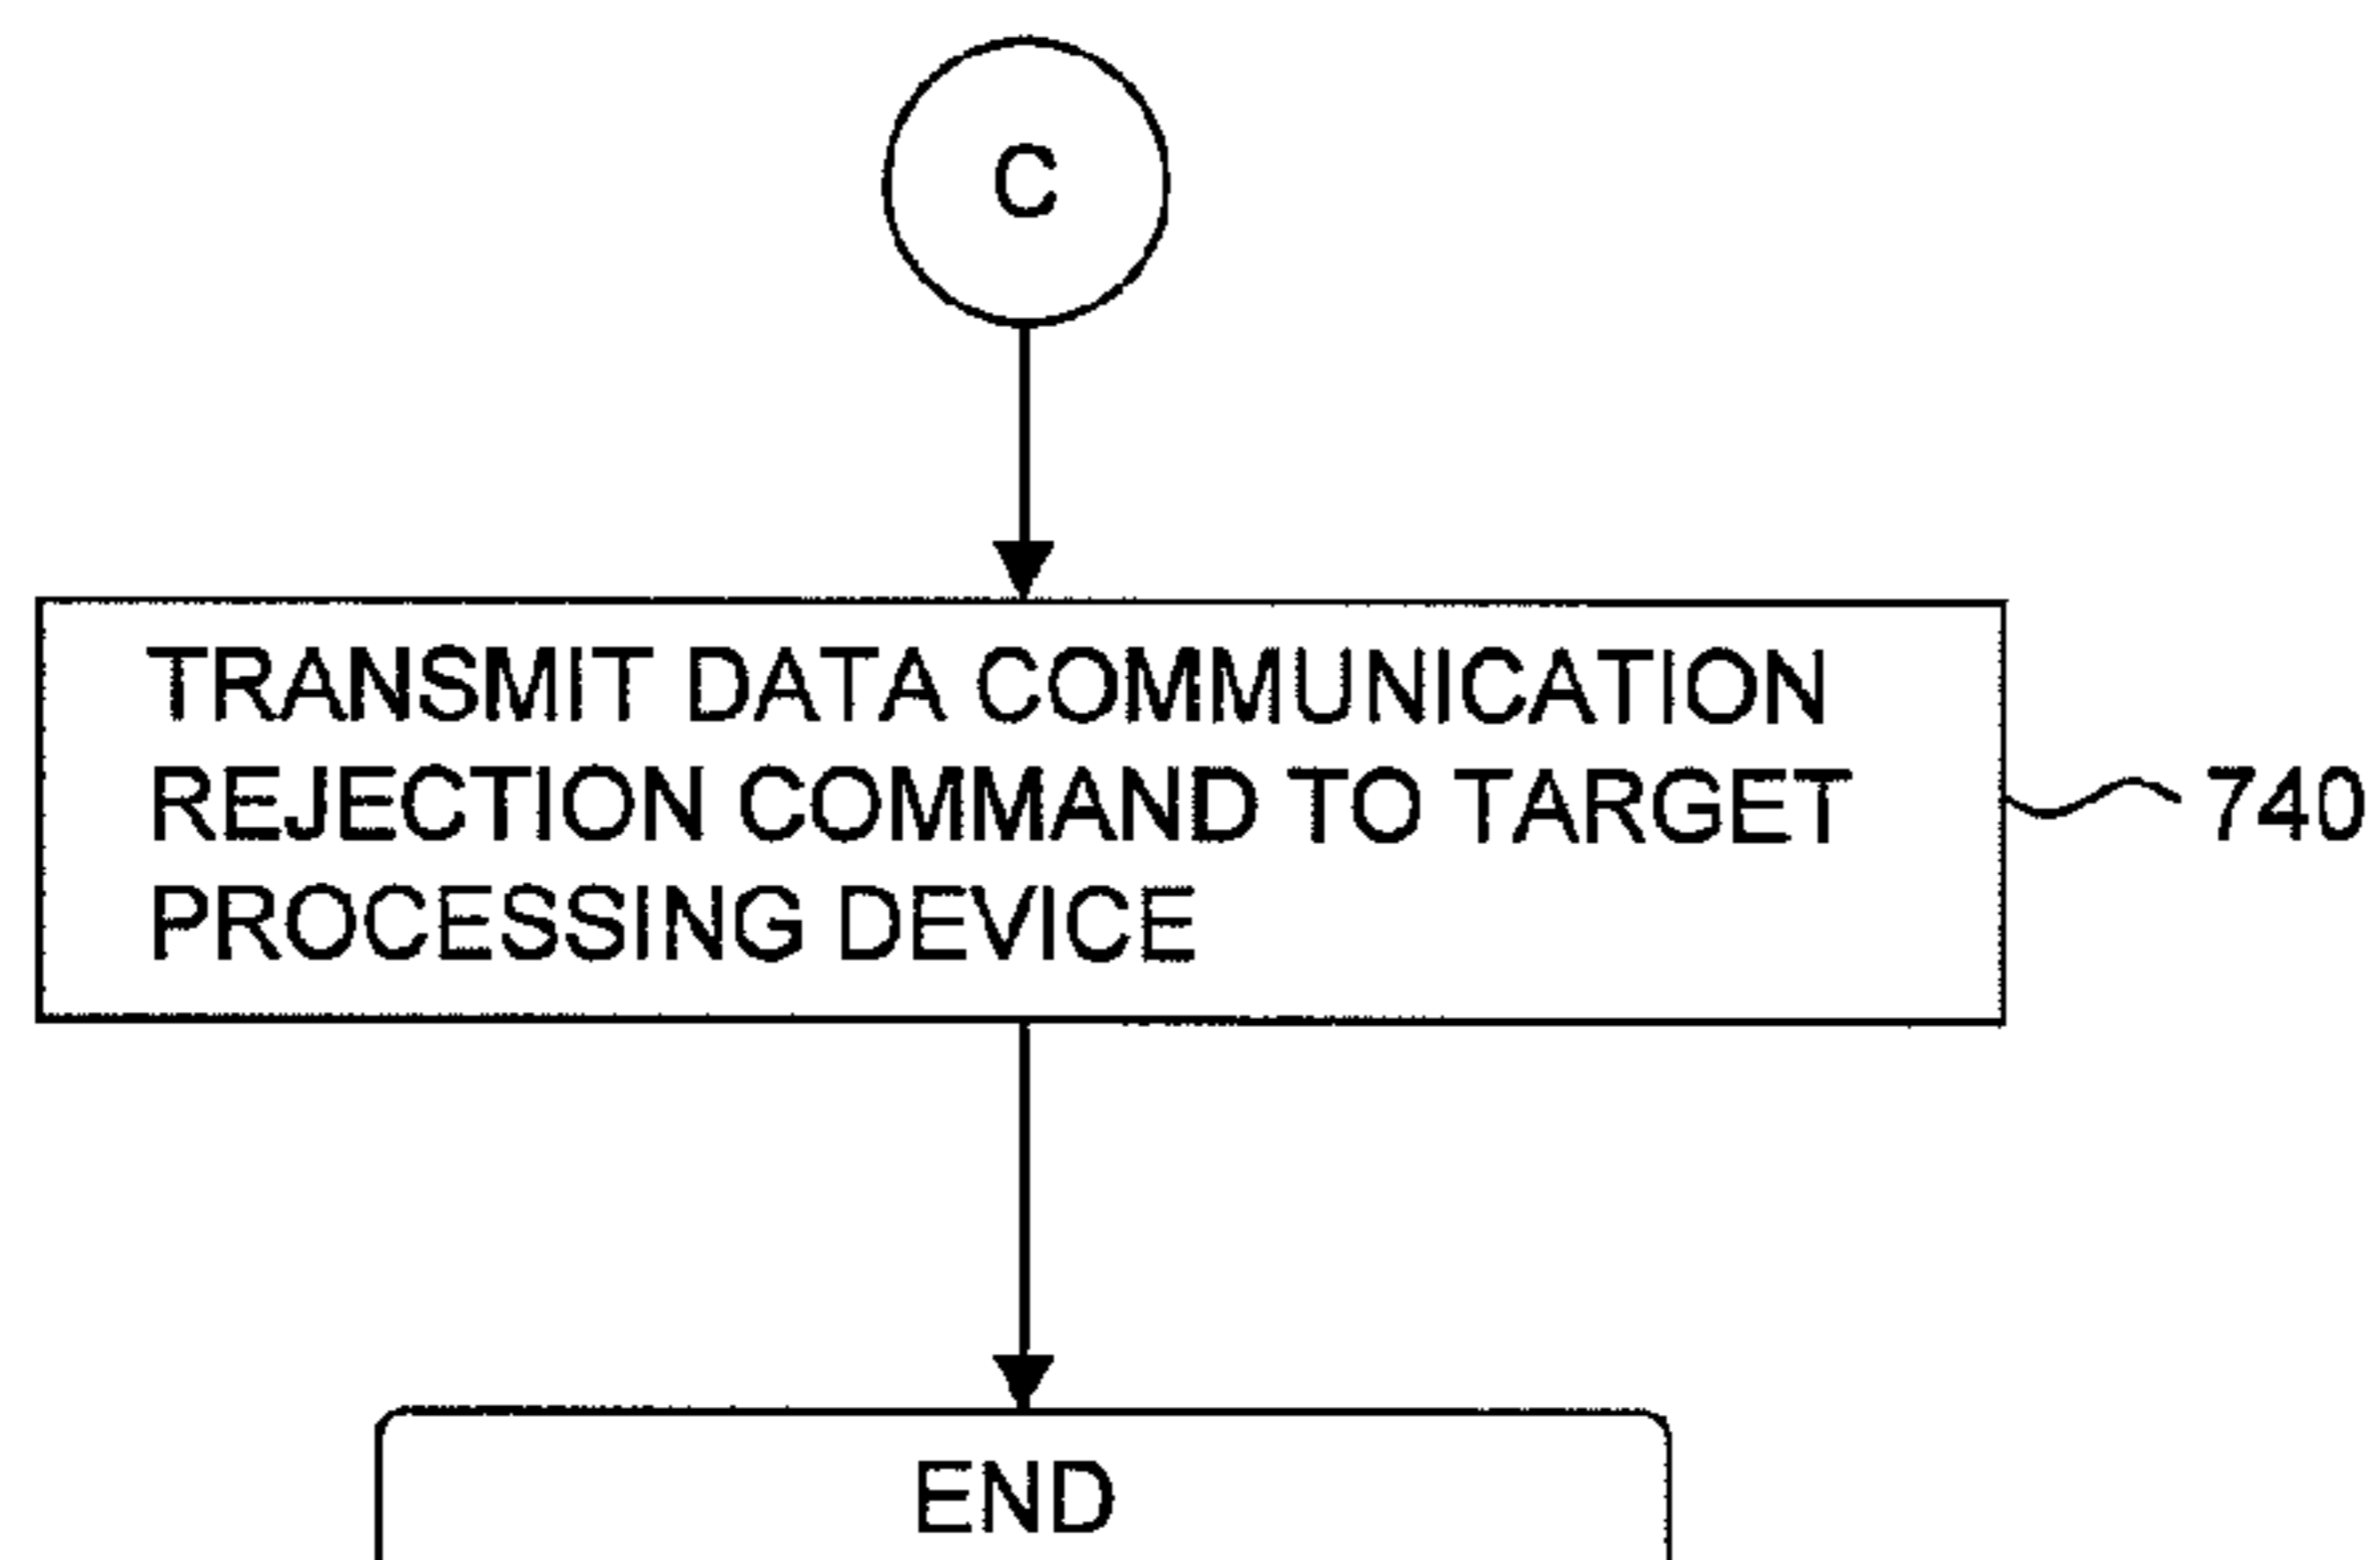 C
TRANSMIT DATA COMMUNICATION
REJECTION COMMAND TO TARGET
PROCESSING DEVICE
740
END